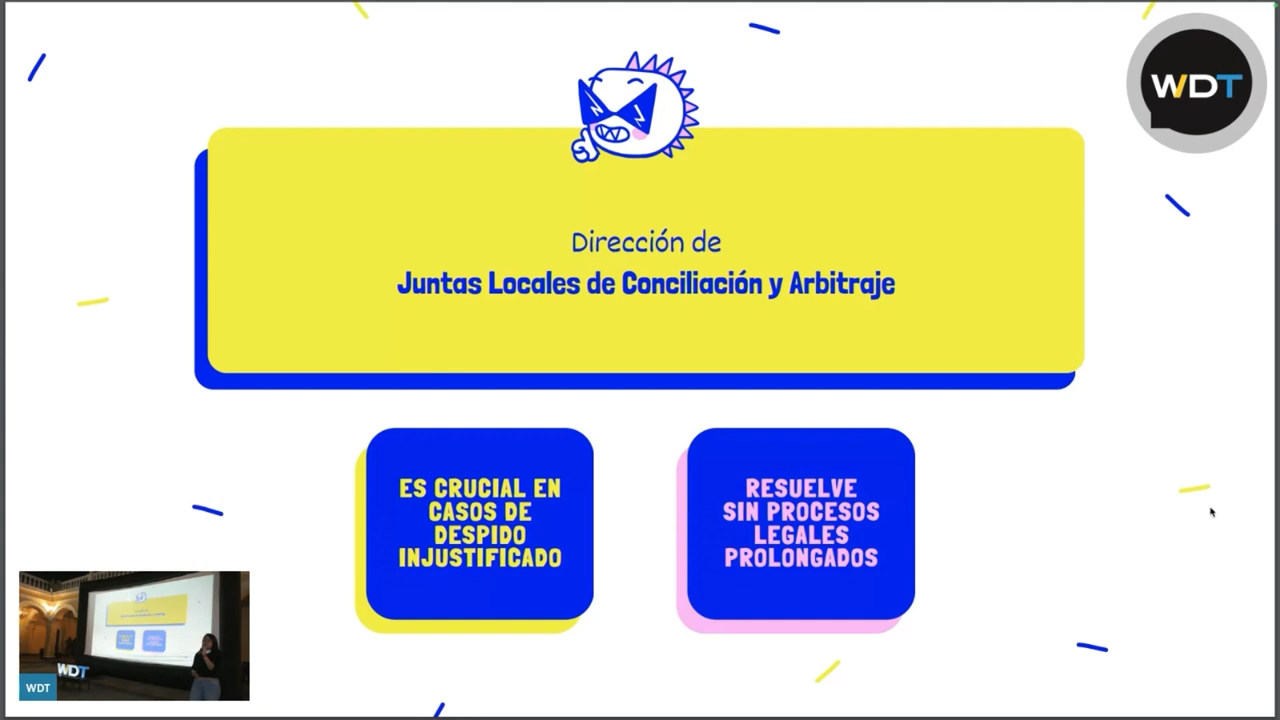 WDT
Dirección de
Juntas Locales de Conciliación y Arbitraje
ES CRUCIAL EN
CASOS DE
DESPIDO
INJUSTIFICADO
RESUELVE
SIN PROCESOS
LEGALES
PROLONGADOS
WDT
WDT